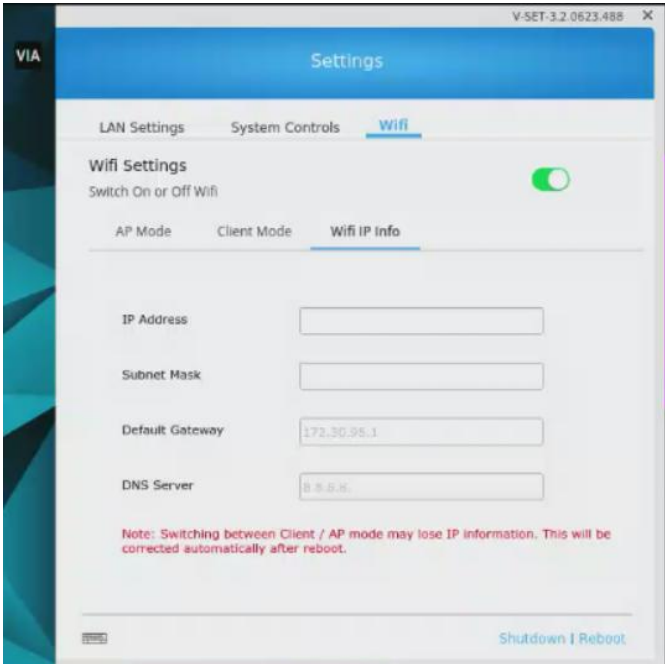 V-SET-3.2.0623.488 X
VIA
Settings
LAN Settings System Controls Wifi
Wifi Settings
Switch On or Off Wifi
AP Mode Client Mode Wifi IP Info
IP Address
Subnet Mask
Default Gateway 172.30.95.1
DNS Server 8.8.8.8.
Note: Switching between Client / AP mode may lose IP information. This will be
corrected automatically after reboot.
Shutdown | Reboot